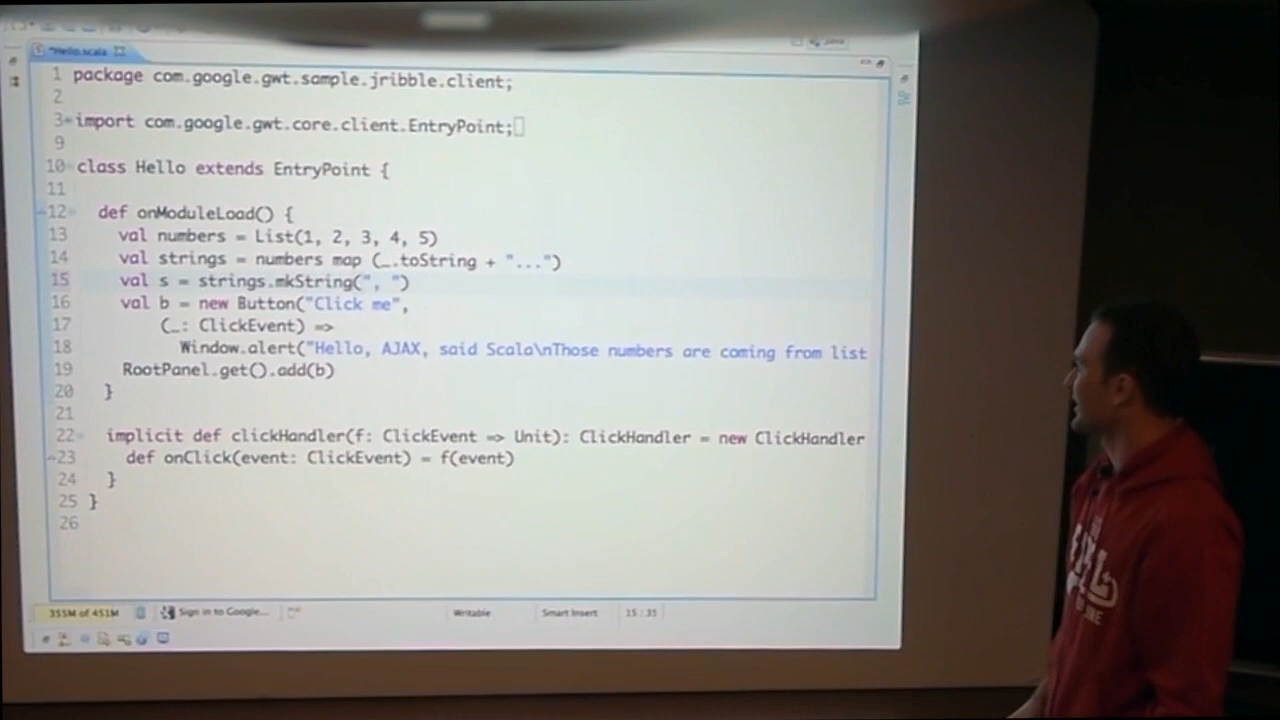 *Hello.scala
Java
1 package com.google.gwt.sample.jribble.client;
2
3 import com.google.gwt.core.client.EntryPoint;
9
10 class Hello extends EntryPoint {
11
12 def onModuleLoad() {
13 val numbers = List(1, 2, 3, 4, 5)
14 val strings = numbers map (_.toString + "...")
15 val s = strings.mkString(", ")
16 val b = new Button("Click me",
17 (_: ClickEvent) =>
18 Window.alert("Hello, AJAX, said Scala\nThose numbers are coming from list
19 RootPanel.get().add(b)
20 }
21
22 implicit def clickHandler(f: ClickEvent => Unit): ClickHandler = new ClickHandler
23 def onClick(event: ClickEvent) = f(event)
24 }
25 }
26
355M of 451M Sign in to Google... Writable Smart Insert 15 : 35